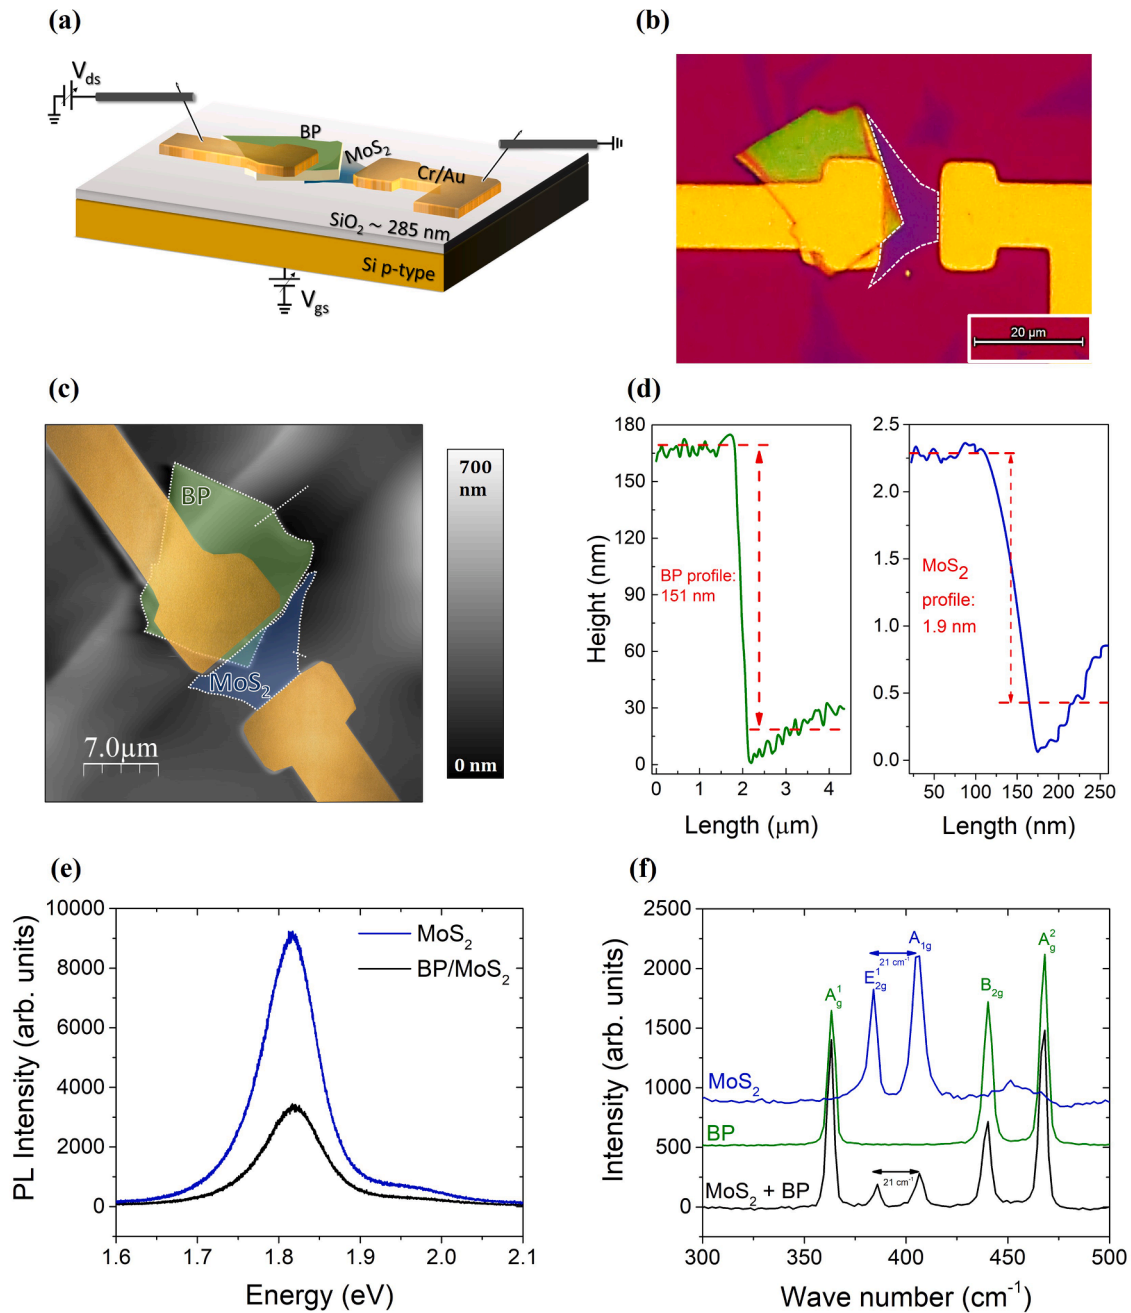 (a)
V_ds
BP
MoS₂
Cr/Au
SiO₂ ~ 285 nm
Si p-type
V_gs
(b)
20 µm
(c)
BP
MoS₂
7.0µm
700
nm
0 nm
(d)
Height (nm)
180
150
120
90
60
30
0
BP profile:
151 nm
0 1 2 3 4
Length (µm)
2.5
2.0
1.5
1.0
0.5
0.0
MoS₂
profile:
1.9 nm
50 100 150 200 250
Length (nm)
(e)
PL Intensity (arb. units)
10000
8000
6000
4000
2000
0
MoS₂
BP/MoS₂
1.6 1.7 1.8 1.9 2.0 2.1
Energy (eV)
(f)
Intensity (arb. units)
2500
2000
1500
1000
500
0
A¹g
E¹2g
21 cm⁻¹
A1g
B2g
A²g
MoS₂
BP
MoS₂ + BP
21 cm⁻¹
300 350 400 450 500
Wave number (cm⁻¹)